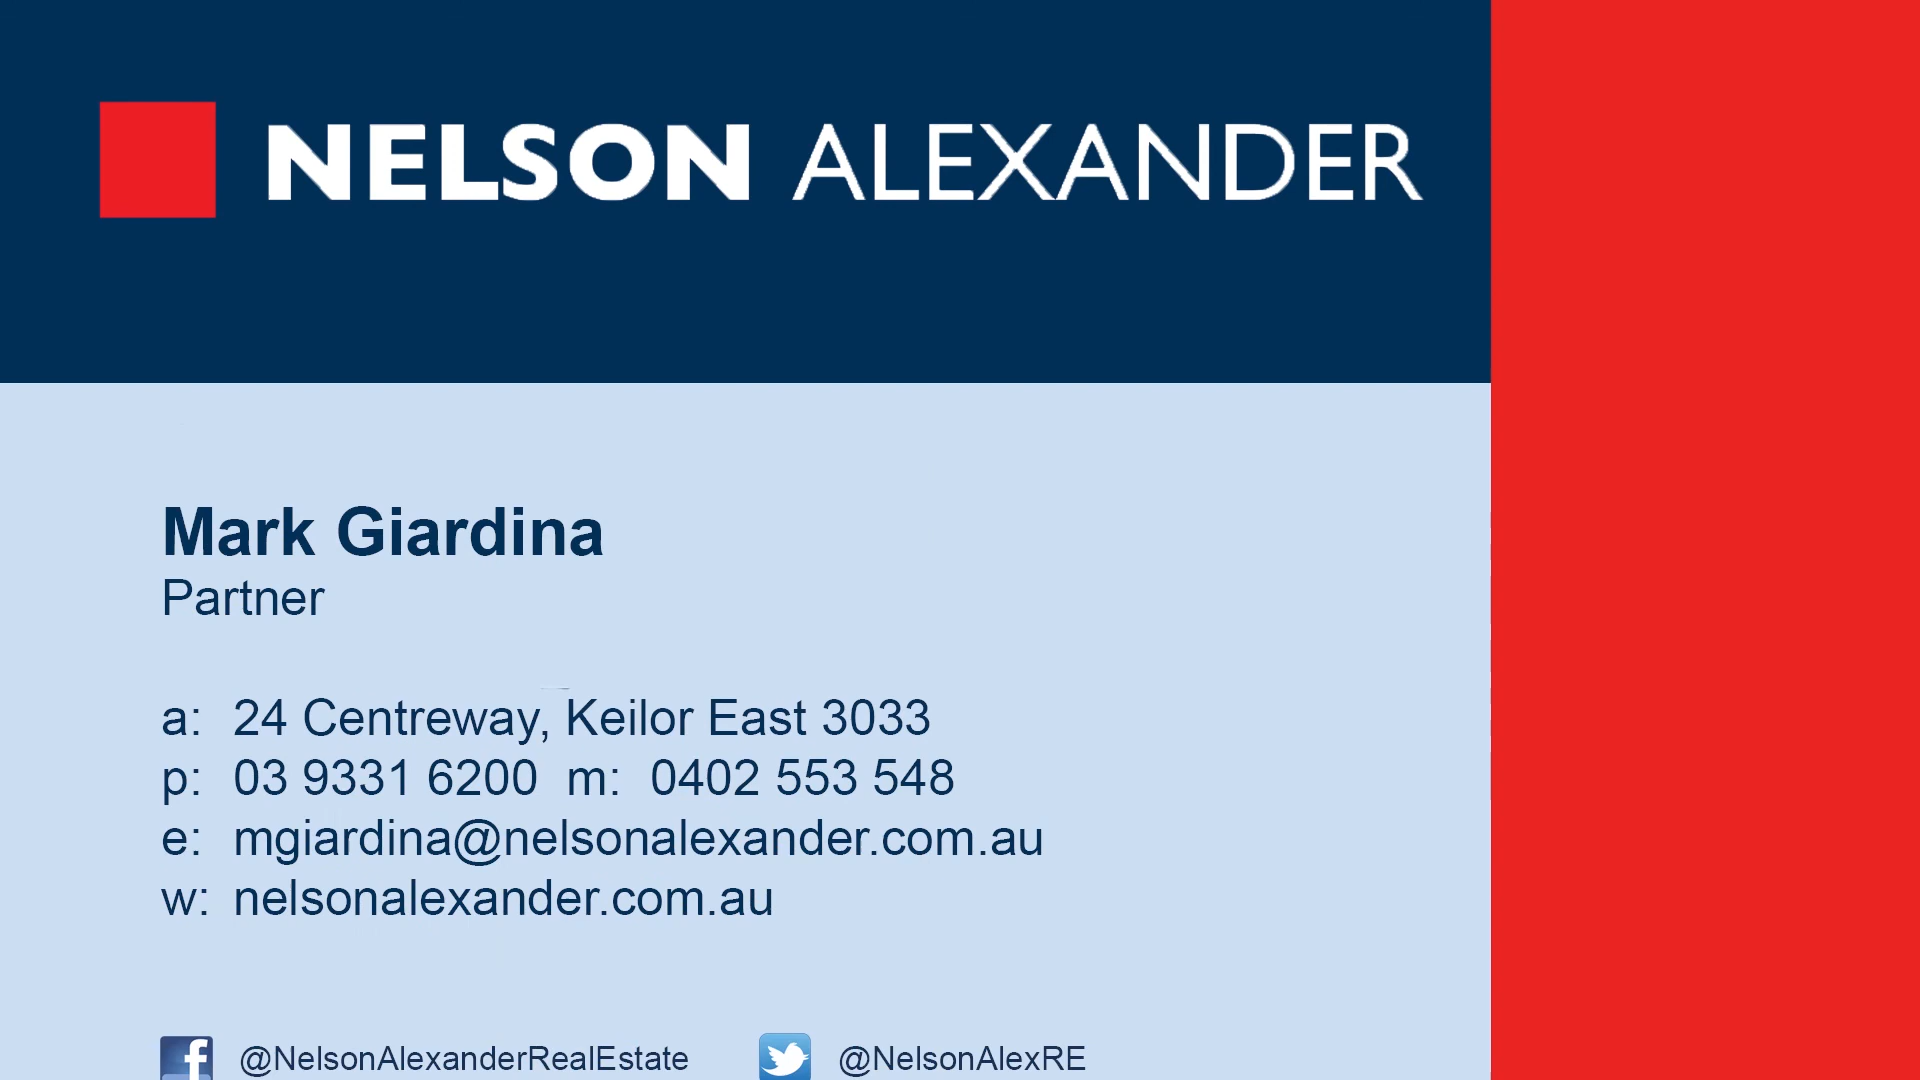 NELSON ALEXANDER
Mark Giardina
Partner
a: 24 Centreway, Keilor East 3033
p: 03 9331 6200 m: 0402 553 548
e: mgiardina@nelsonalexander.com.au
w: nelsonalexander.com.au
@NelsonAlexanderRealEstate @NelsonAlexRE